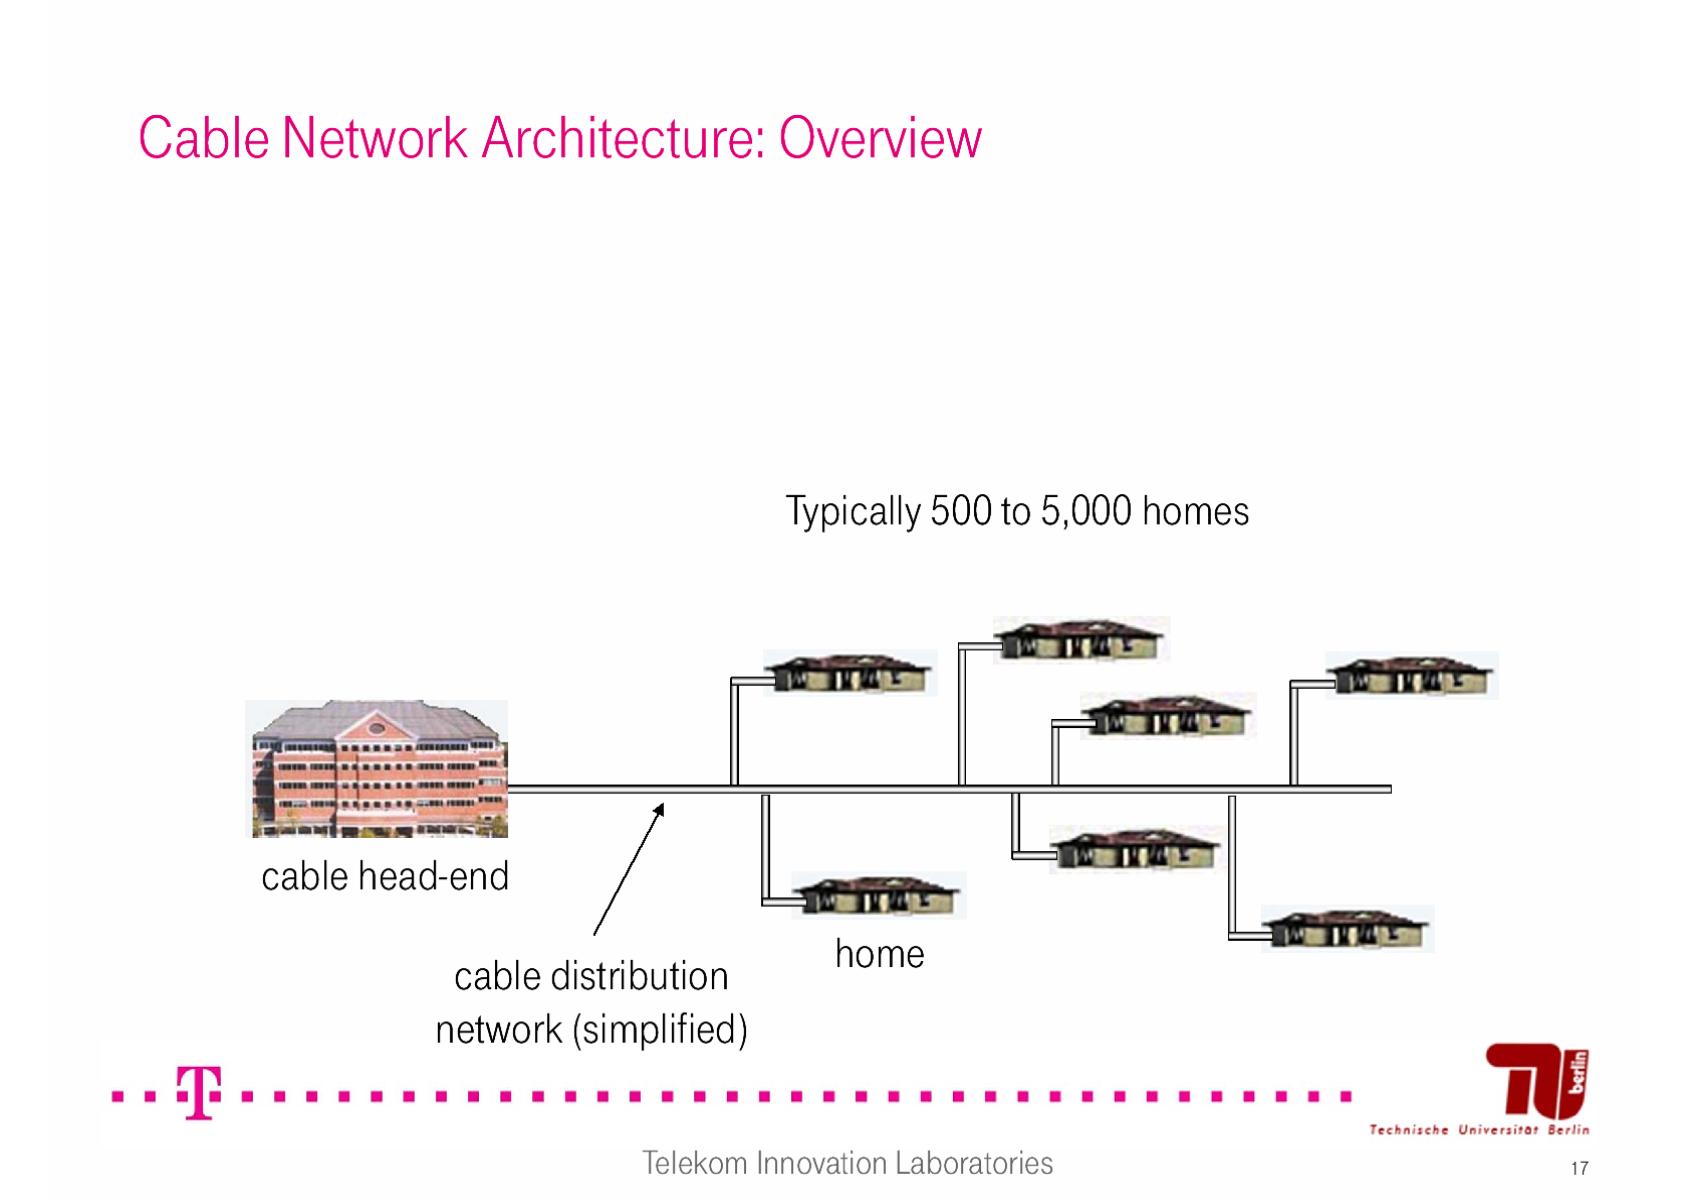 Cable Network Architecture: Overview
Typically 500 to 5,000 homes
cable head-end
home
cable distribution
network (simplified)
T
berlin
Technische Universität Berlin
Telekom Innovation Laboratories
17